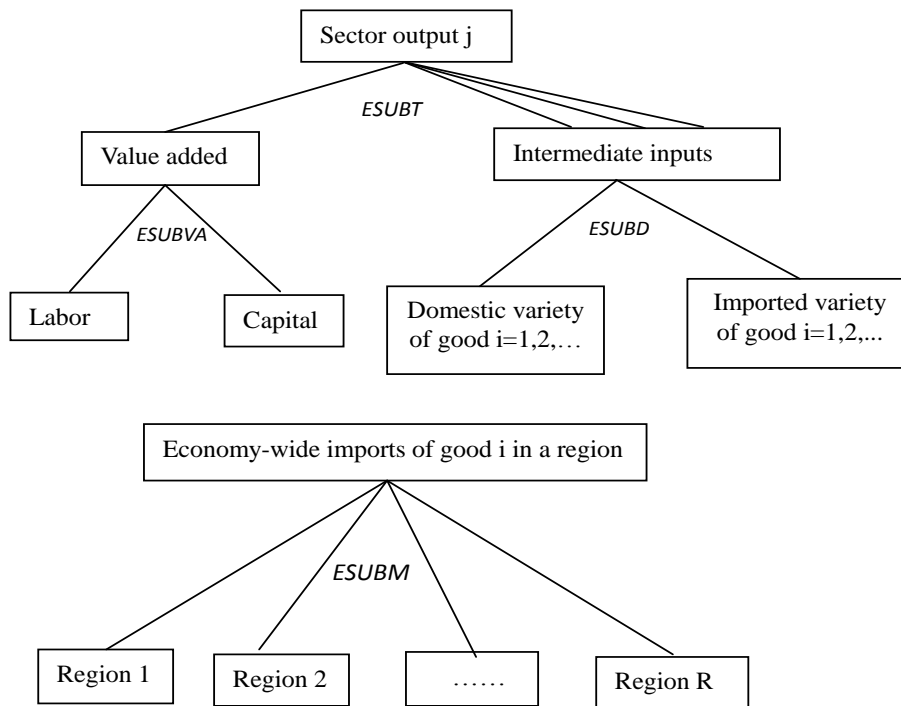 Sector output j
ESUBT
Value added
Intermediate inputs
ESUBVA
ESUBD
Labor
Capital
Domestic variety
of good i=1,2,…
Imported variety
of good i=1,2,...
Economy-wide imports of good i in a region
ESUBM
Region 1
Region 2
……
Region R